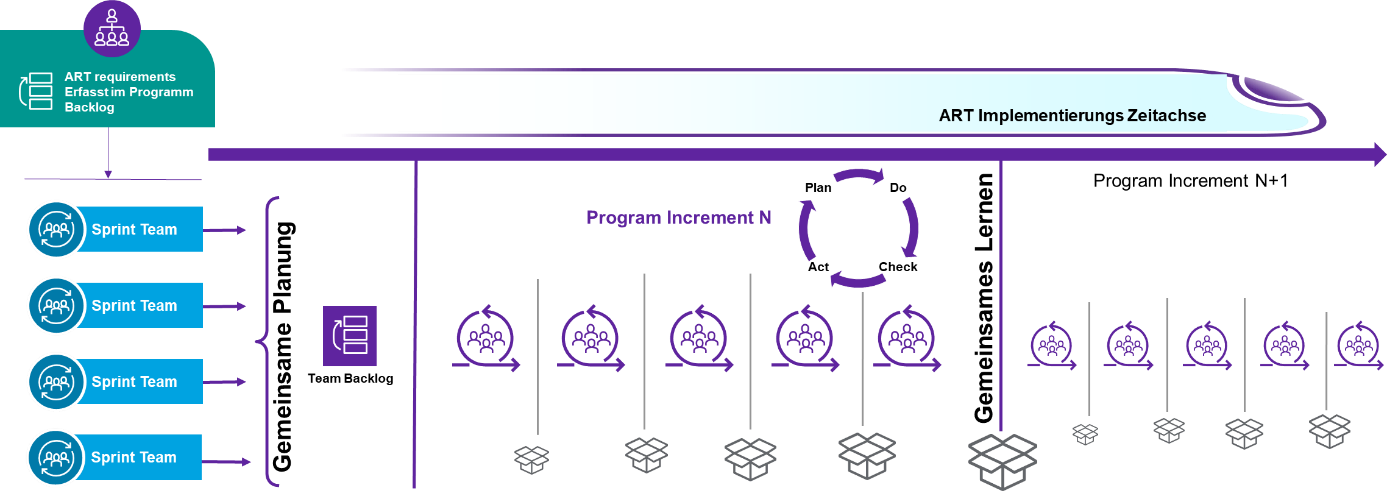 ART requirements
Erfasst im Programm
Backlog
ART Implementierungs Zeitachse
Sprint Team
Sprint Team
Sprint Team
Sprint Team
Gemeinsame Planung
Team Backlog
Program Increment N
Plan
Do
Act
Check
Gemeinsames Lernen
Program Increment N+1